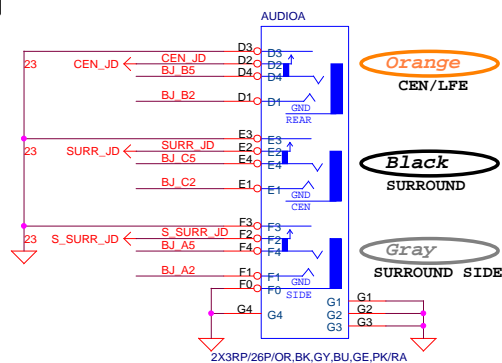 AUDIOA
D3 D3
23 CEN_JD CEN_JD D2 D2
BJ_B5 D4 D4
BJ_B2 D1 D1
GND
REAR
Orange
CEN/LFE
E3 E3
23 SURR_JD SURR_JD E2 E2
BJ_C5 E4 E4
BJ_C2 E1 E1
GND
CEN
Black
SURROUND
F3 F3
23 S_SURR_JD S_SURR_JD F2 F2
BJ_A5 F4 F4
BJ_A2 F1 F1
GND
F0 F0
SIDE
Gray
SURROUND SIDE
G4 G4
G1 G1
G2 G2
G3 G3
2X3RP/26P/OR,BK,GY,BU,GE,PK/RA